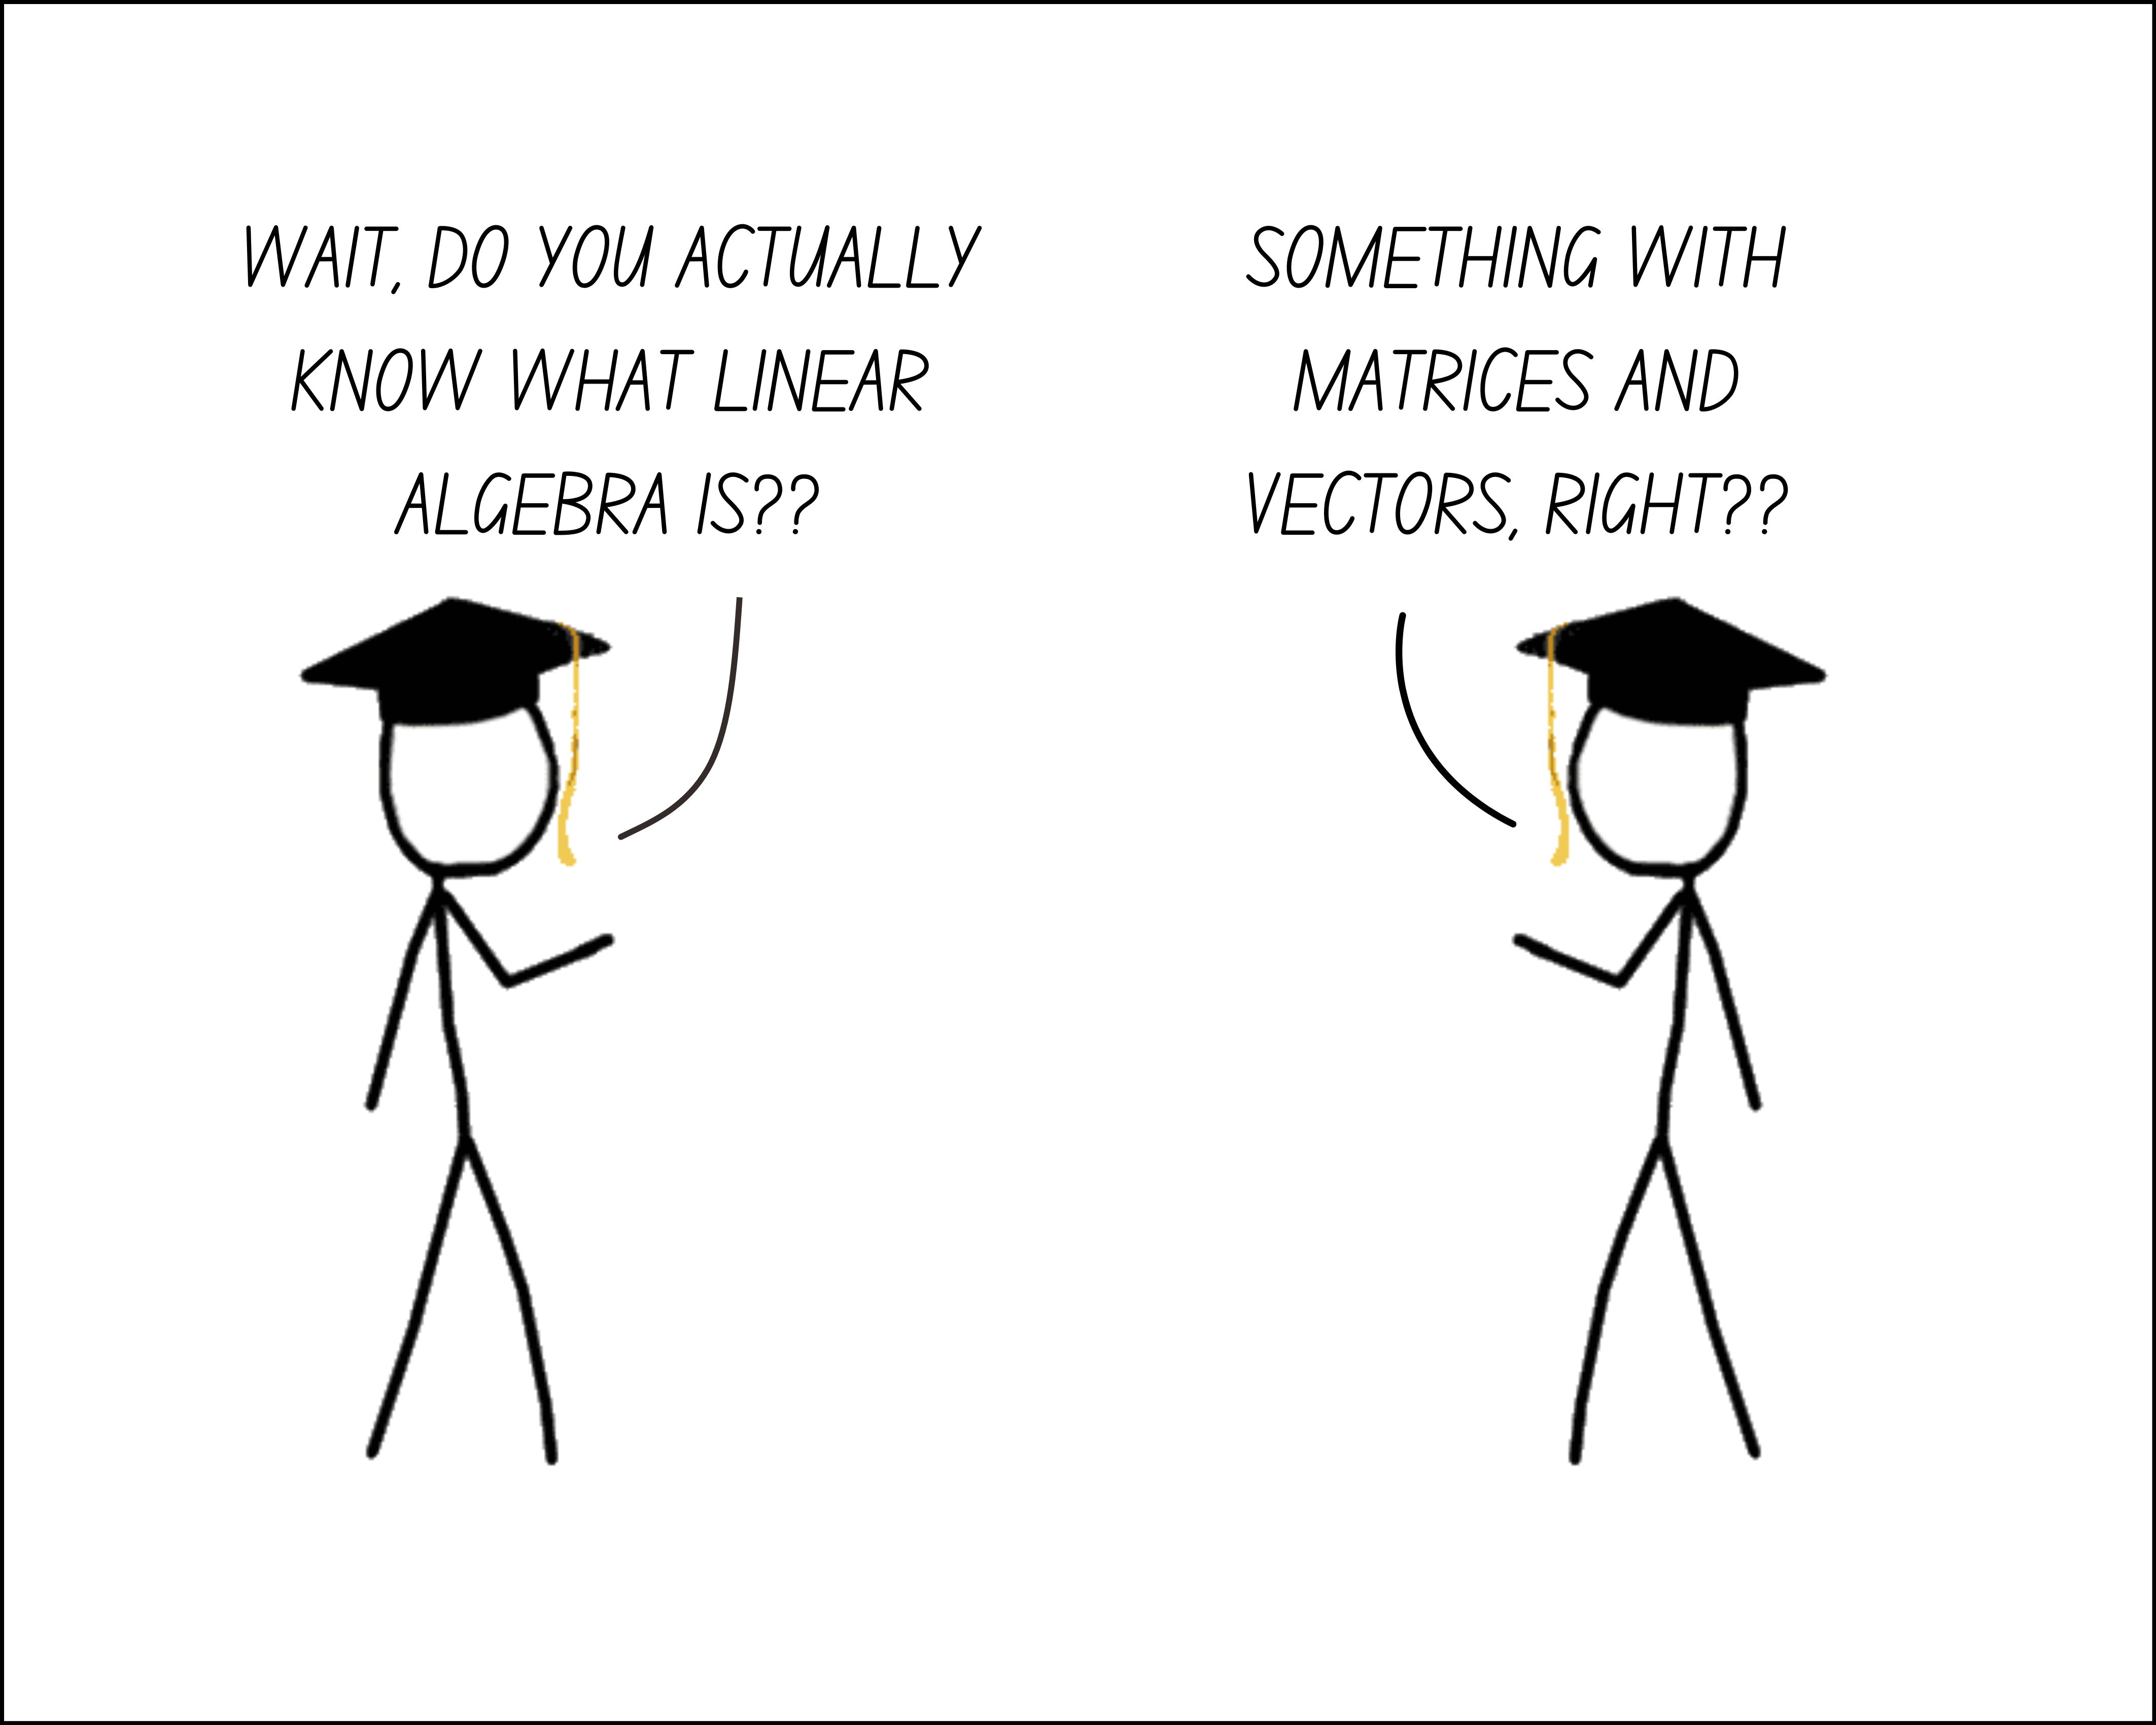 WAIT, DO YOU ACTUALLY
KNOW WHAT LINEAR
ALGEBRA IS??
SOMETHING WITH
MATRICES AND
VECTORS, RIGHT??